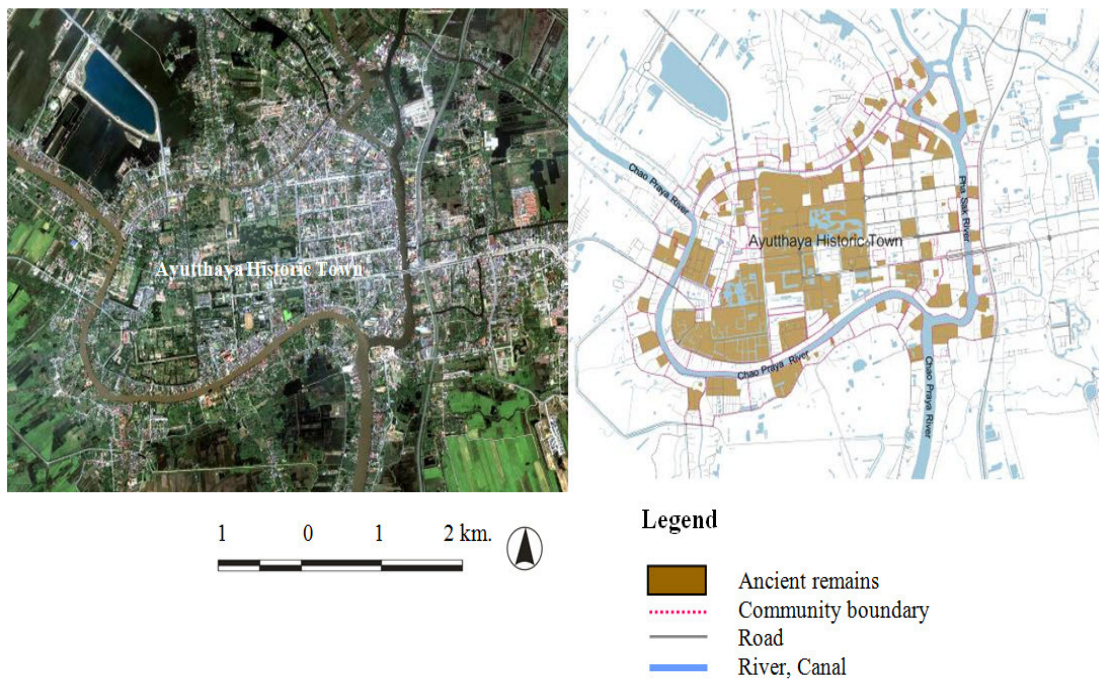 Ayutthaya Historic Town
Chao Praya River
Pha Sak River
Ayutthaya Historic Town
Chao Praya River
Chao Praya River
1 0 1 2 km.
Legend
Ancient remains
Community boundary
Road
River, Canal